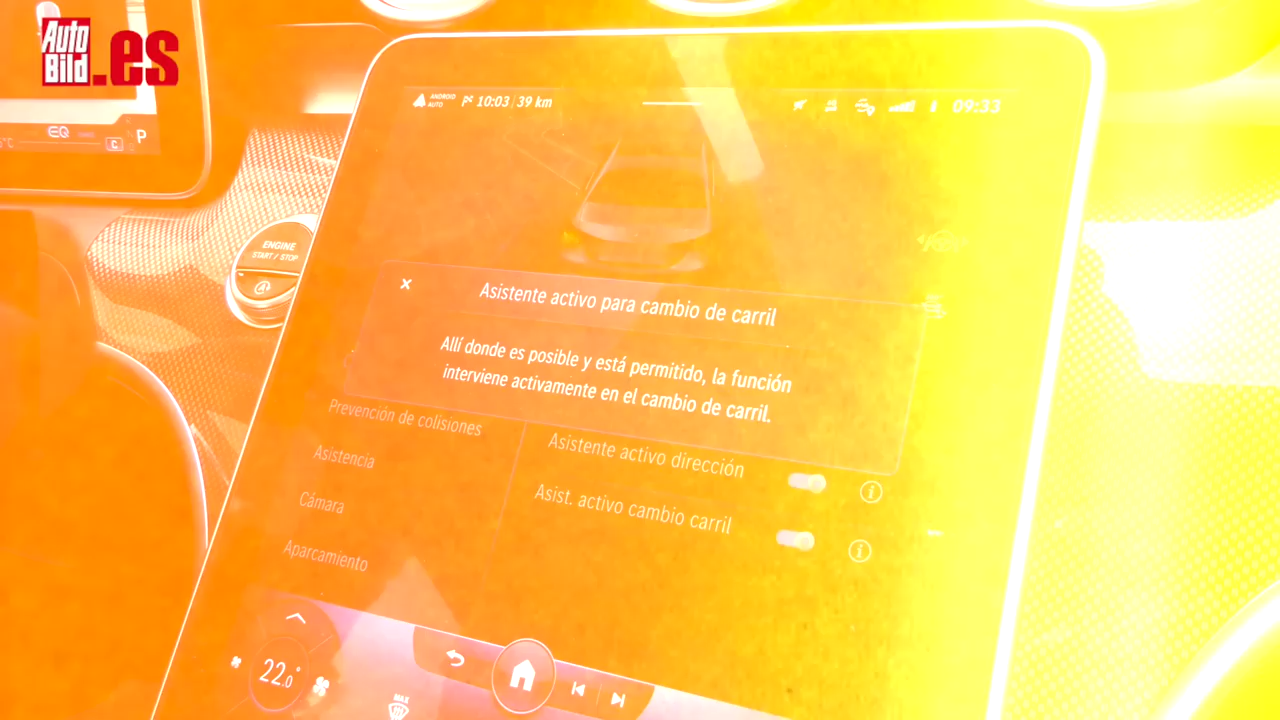 Auto
Bild.es
ANDROID
AUTO
10:03 | 39 km
09:33
EQ
C
P
ENGINE
START / STOP
Asistente activo para cambio de carril
Allí donde es posible y está permitido, la función
interviene activamente en el cambio de carril.
Prevención de colisiones
Asistencia
Cámara
Aparcamiento
Asistente activo dirección
Asist. activo cambio carril
22.0°
MAX